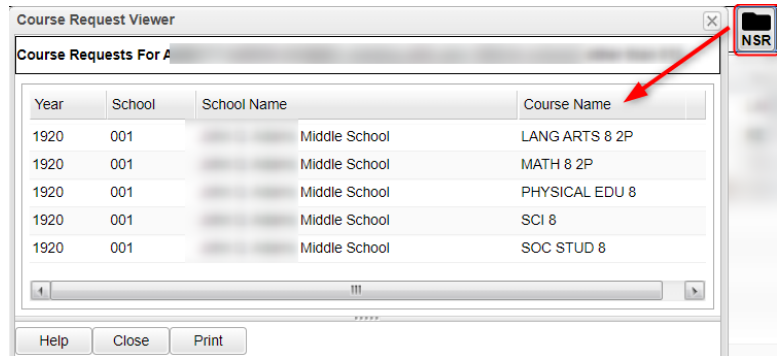 Course Request Viewer
NSR
Course Requests For A
Year School School Name Course Name
1920 001 Middle School LANG ARTS 8 2P
1920 001 Middle School MATH 8 2P
1920 001 Middle School PHYSICAL EDU 8
1920 001 Middle School SCI 8
1920 001 Middle School SOC STUD 8
Help Close Print